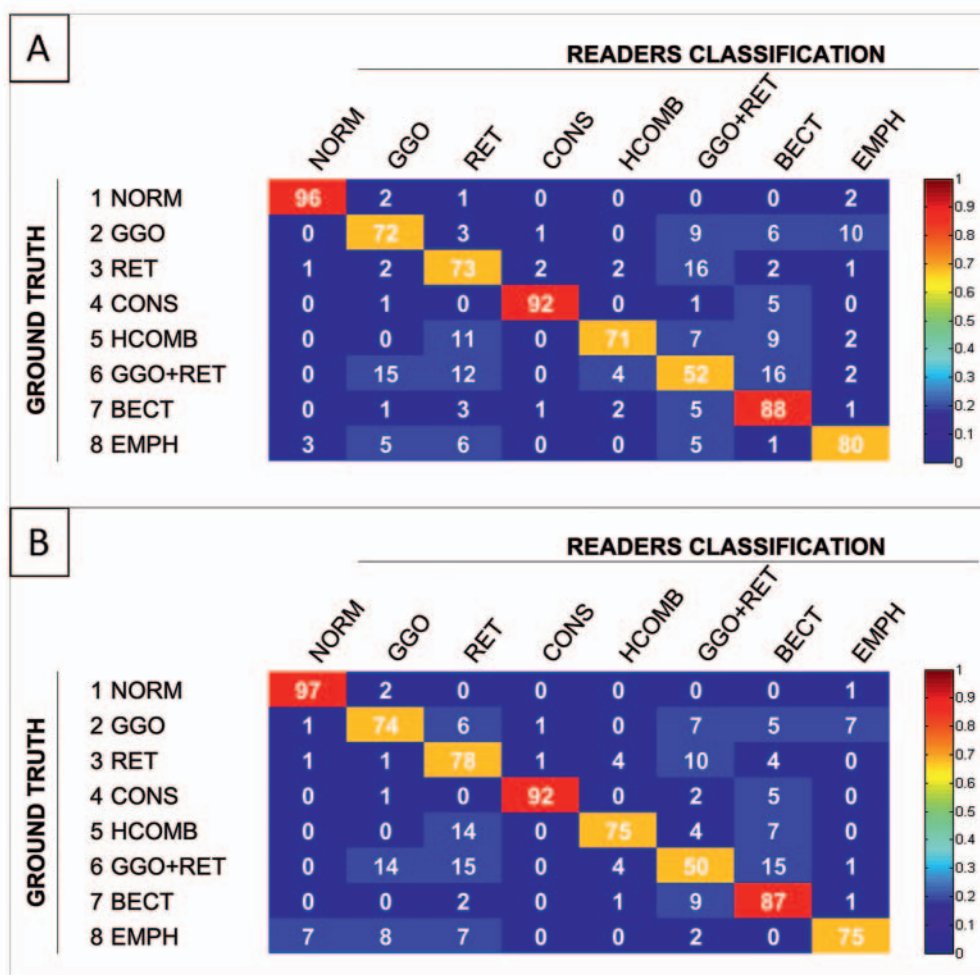 A
READERS CLASSIFICATION
NORM GGO RET CONS HCOMB GGO+RET BECT EMPH
GROUND TRUTH
1 NORM 96 2 1 0 0 0 0 2
2 GGO 0 72 3 1 0 9 6 10
3 RET 1 2 73 2 2 16 2 1
4 CONS 0 1 0 92 0 1 5 0
5 HCOMB 0 0 11 0 71 7 9 2
6 GGO+RET 0 15 12 0 4 52 16 2
7 BECT 0 1 3 1 2 5 88 1
8 EMPH 3 5 6 0 0 5 1 80
1
0.9
0.8
0.7
0.6
0.5
0.4
0.3
0.2
0.1
0
B
READERS CLASSIFICATION
NORM GGO RET CONS HCOMB GGO+RET BECT EMPH
GROUND TRUTH
1 NORM 97 2 0 0 0 0 0 1
2 GGO 1 74 6 1 0 7 5 7
3 RET 1 1 78 1 4 10 4 0
4 CONS 0 1 0 92 0 2 5 0
5 HCOMB 0 0 14 0 75 4 7 0
6 GGO+RET 0 14 15 0 4 50 15 1
7 BECT 0 0 2 0 1 9 87 1
8 EMPH 7 8 7 0 0 2 0 75
1
0.9
0.8
0.7
0.6
0.5
0.4
0.3
0.2
0.1
0